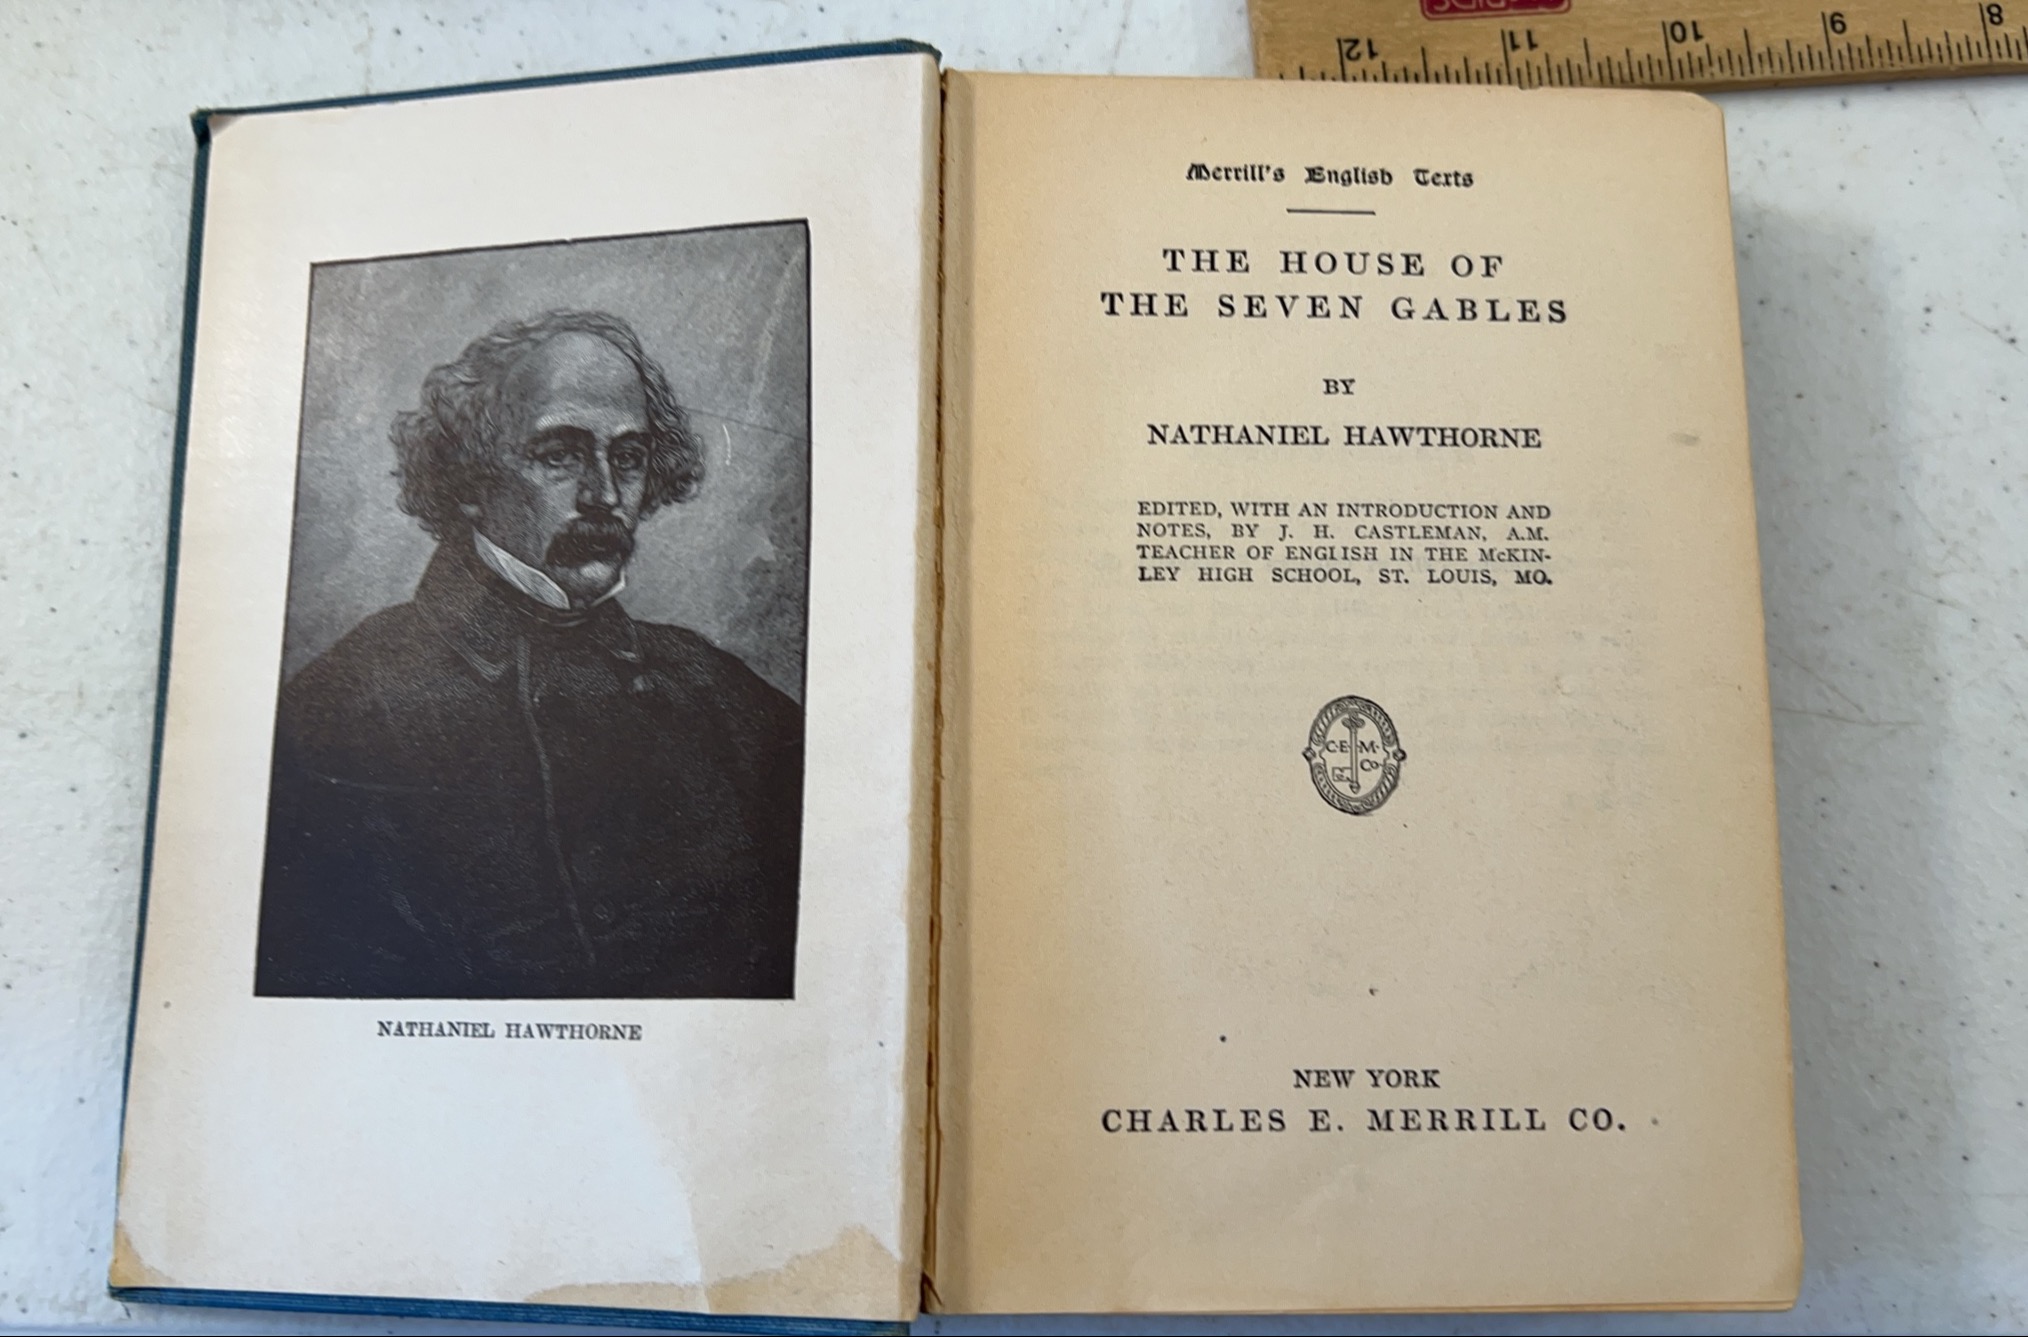 12 11 10 9 8
NATHANIEL HAWTHORNE
Merrill's English Texts
THE HOUSE OF
THE SEVEN GABLES
BY
NATHANIEL HAWTHORNE
EDITED, WITH AN INTRODUCTION AND
NOTES, BY J. H. CASTLEMAN, A.M.
TEACHER OF ENGLISH IN THE McKIN-
LEY HIGH SCHOOL, ST. LOUIS, MO.
C·E·M·
Co·
NEW YORK
CHARLES E. MERRILL CO.